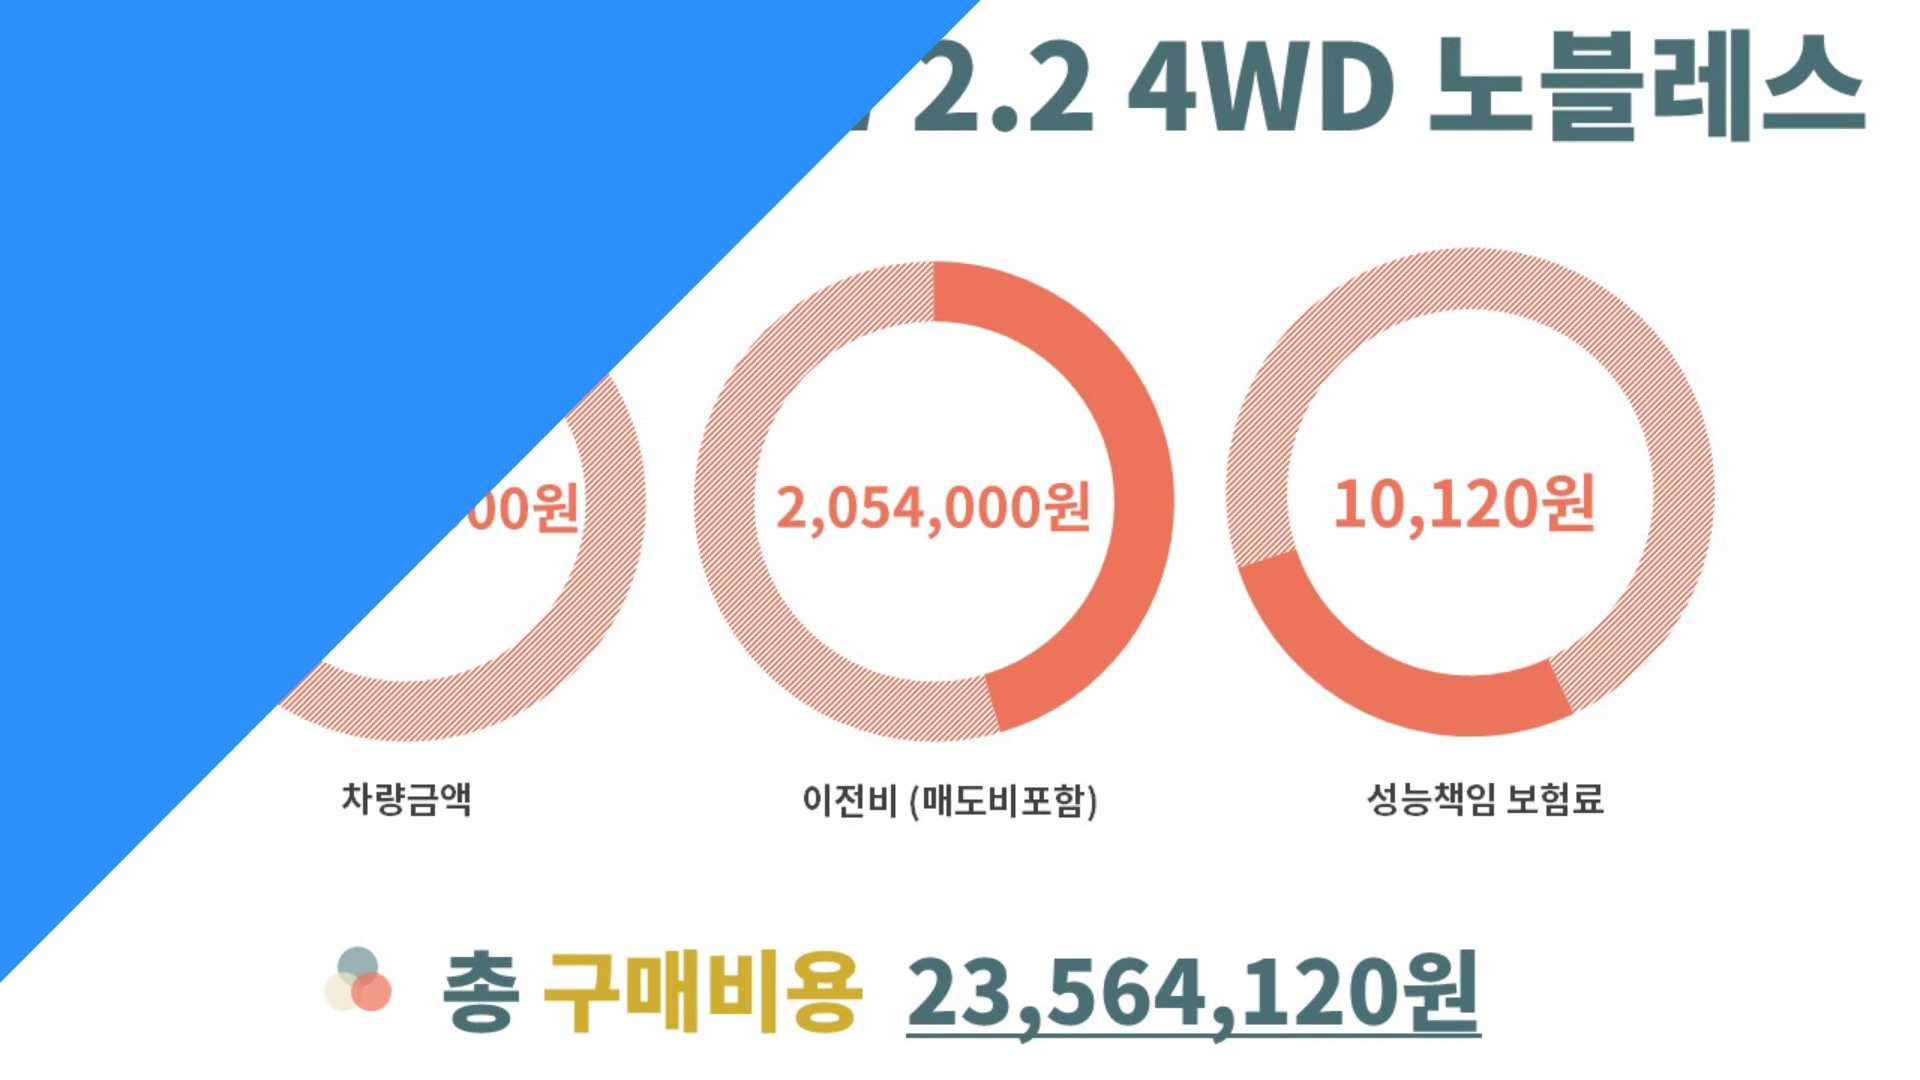 2.2 4WD 노블레스
00원
2,054,000원
10,120원
차량금액
이전비 (매도비포함)
성능책임 보험료
총 구매비용 23,564,120원